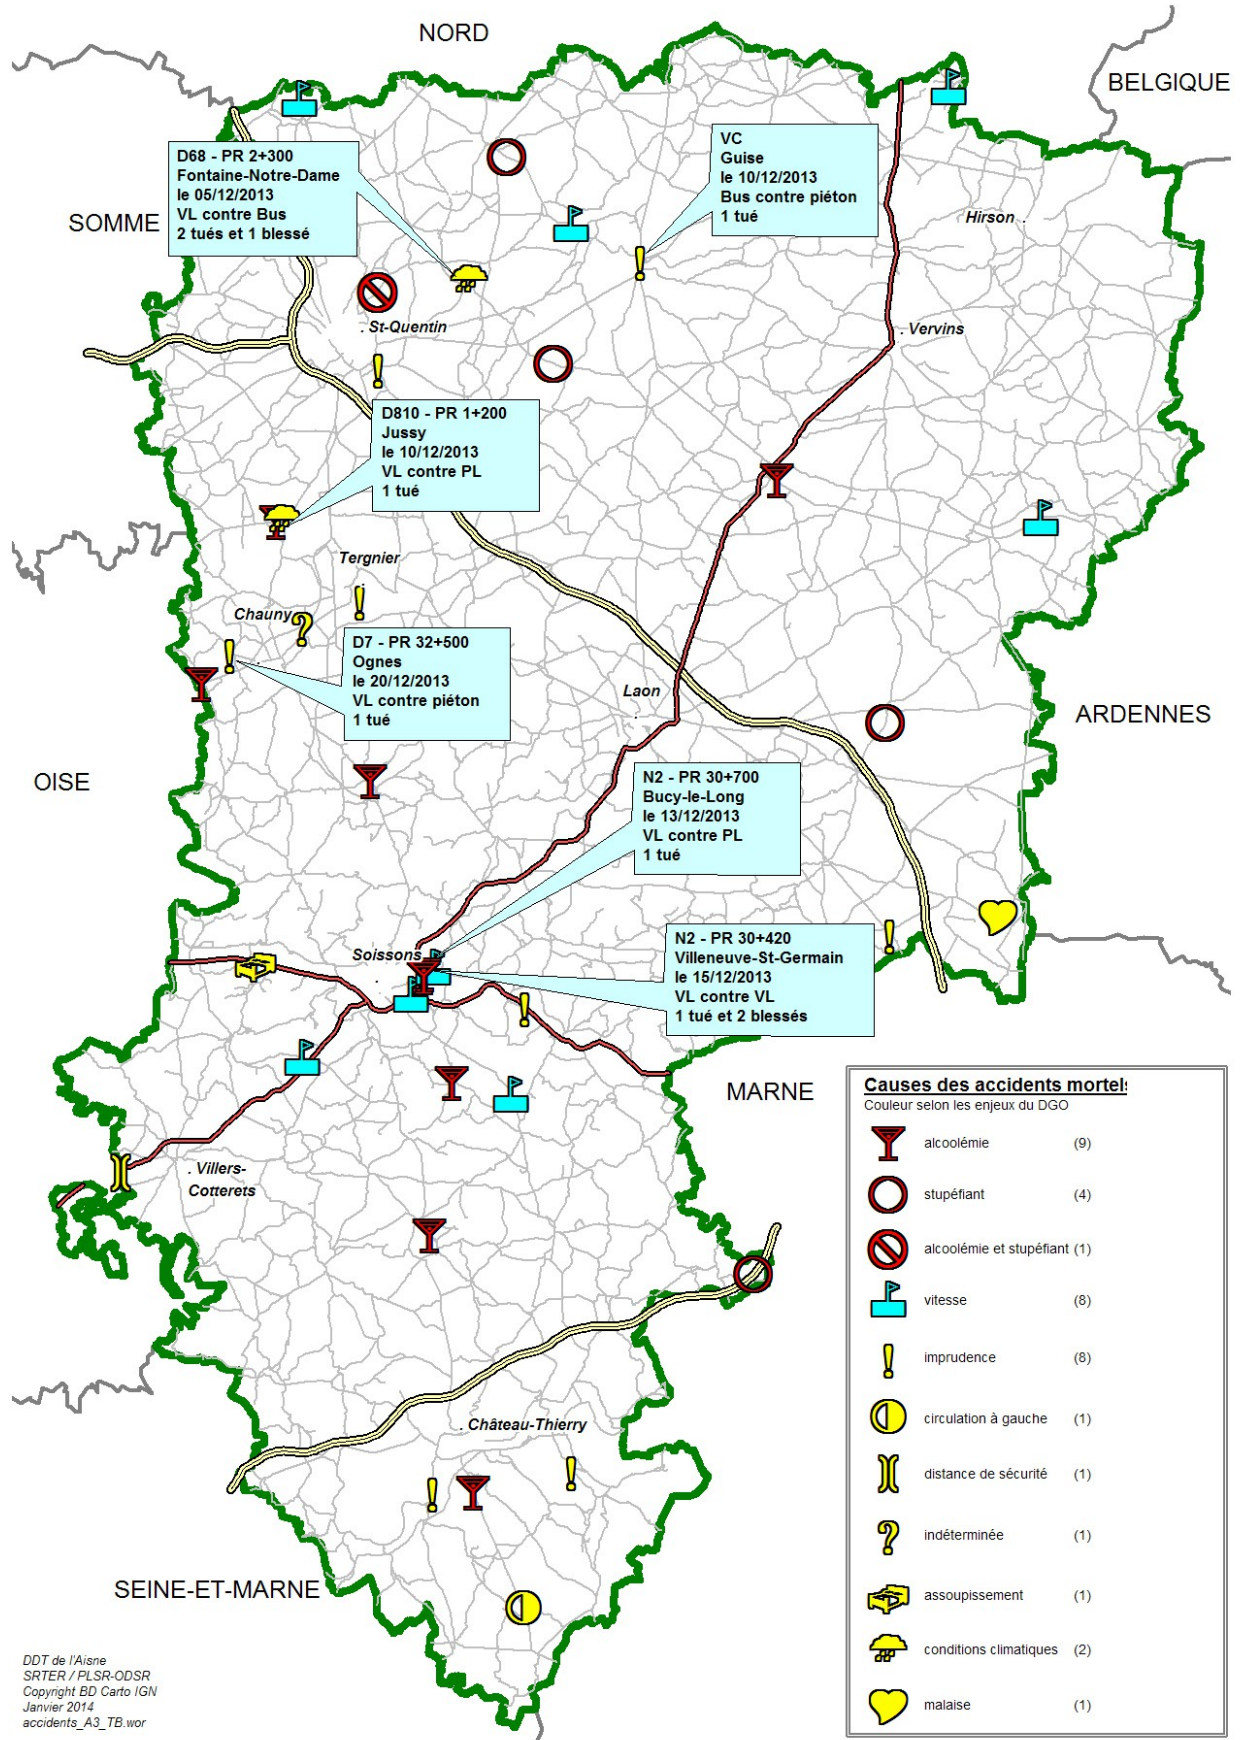 NORD
BELGIQUE
D68 - PR 2+300
Fontaine-Notre-Dame
le 05/12/2013
VL contre Bus
2 tués et 1 blessé
VC
Guise
le 10/12/2013
Bus contre piéton
1 tué
SOMME
Hirson
St-Quentin
Vervins
D810 - PR 1+200
Jussy
le 10/12/2013
VL contre PL
1 tué
Tergnier
Chauny
D7 - PR 32+500
Ognes
le 20/12/2013
VL contre piéton
1 tué
Laon
ARDENNES
OISE
N2 - PR 30+700
Bucy-le-Long
le 13/12/2013
VL contre PL
1 tué
Soissons
N2 - PR 30+420
Villeneuve-St-Germain
le 15/12/2013
VL contre VL
1 tué et 2 blessés
MARNE
Villers-
Cotterets
Château-Thierry
SEINE-ET-MARNE
Causes des accidents mortels
Couleur selon les enjeux du DGO
alcoolémie (9)
stupéfiant (4)
alcoolémie et stupéfiant (1)
vitesse (8)
imprudence (8)
circulation à gauche (1)
distance de sécurité (1)
indéterminée (1)
assoupissement (1)
conditions climatiques (2)
malaise (1)
DDT de l'Aisne
SRTER / PLSR-ODSR
Copyright BD Carto IGN
Janvier 2014
accidents_A3_TB.wor